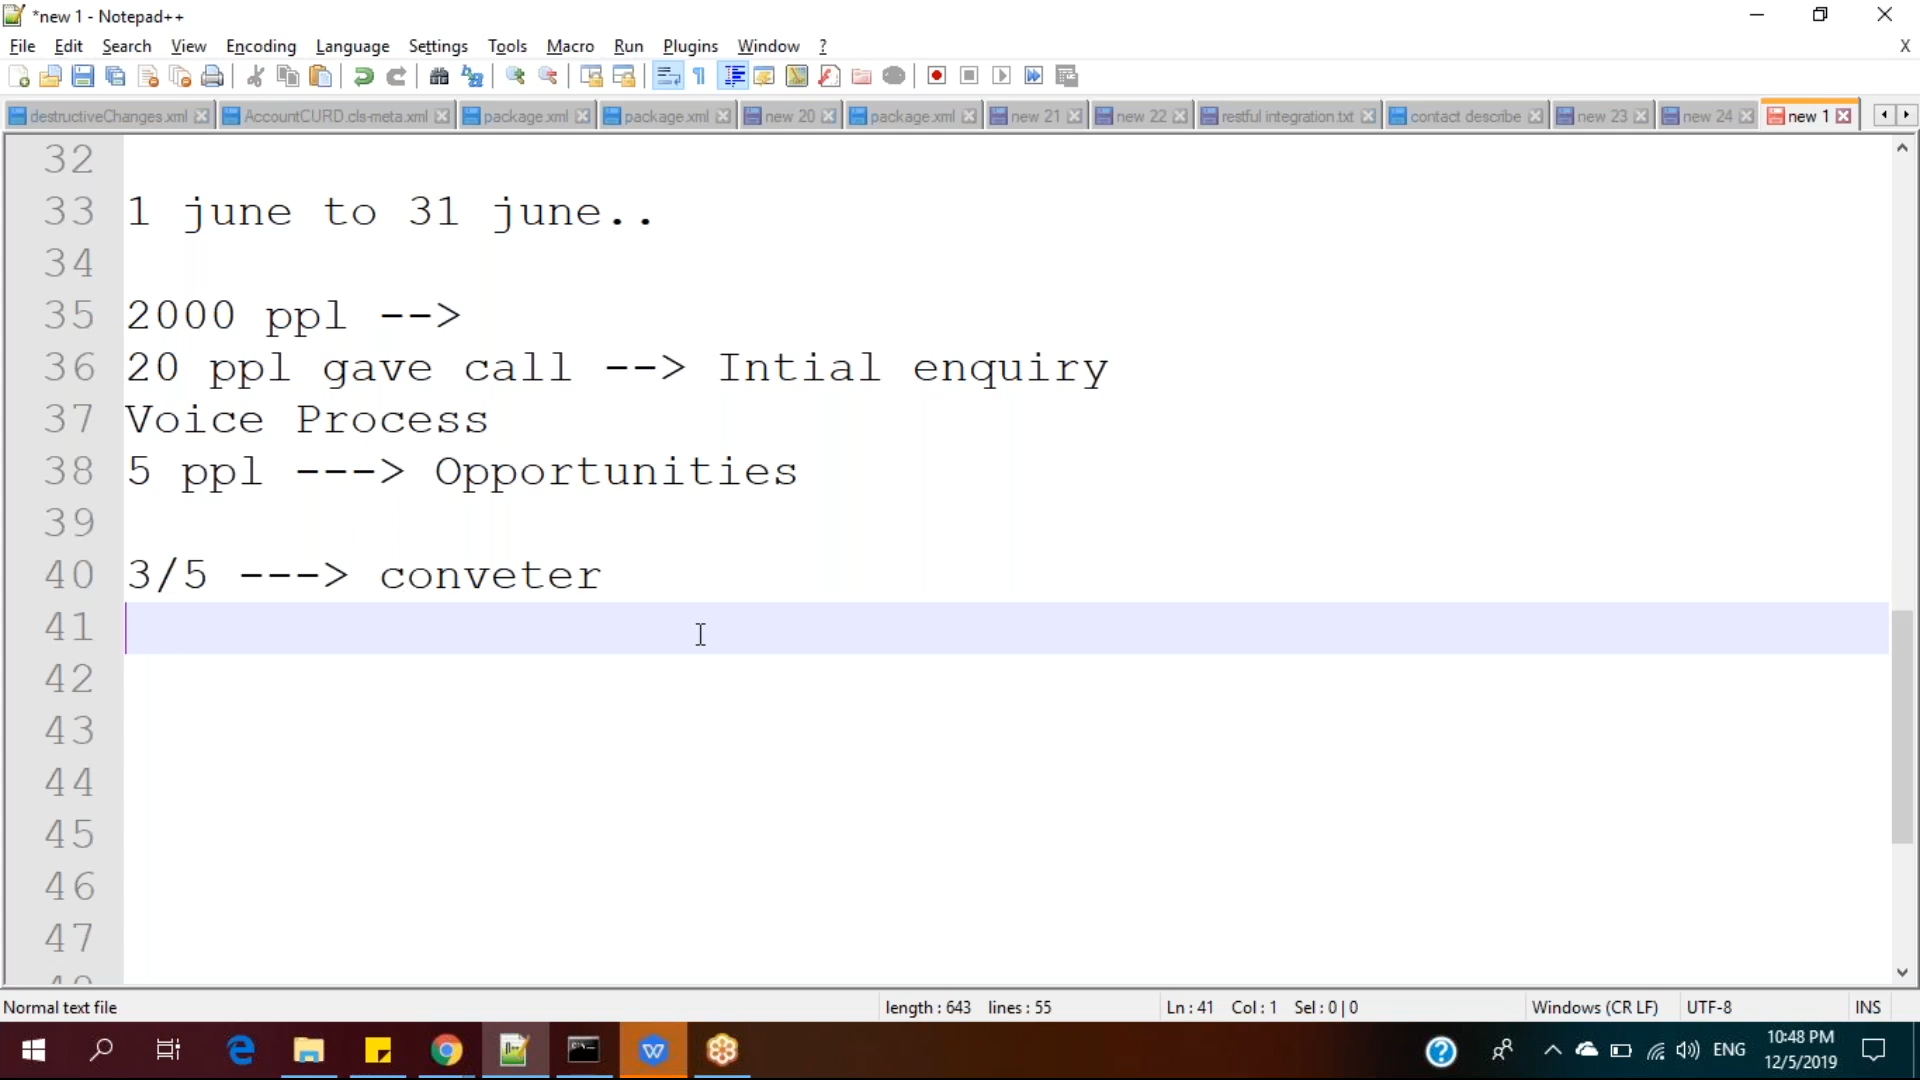 *new 1 - Notepad++
File Edit Search View Encoding Language Settings Tools Macro Run Plugins Window ? X
destructiveChanges.xml AccountCURD.cls-meta.xml package.xml package.xml new 20 package.xml new 21 new 22 restful integration.txt contact describe new 23 new 24 new 1
32
33 1 june to 31 june..
34
35 2000 ppl -->
36 20 ppl gave call --> Intial enquiry
37 Voice Process
38 5 ppl ---> Opportunities
39
40 3/5 ---> conveter
41
42
43
44
45
46
47
Normal text file length : 643 lines : 55 Ln : 41 Col : 1 Sel : 0 | 0 Windows (CR LF) UTF-8 INS
ENG 10:48 PM
12/5/2019